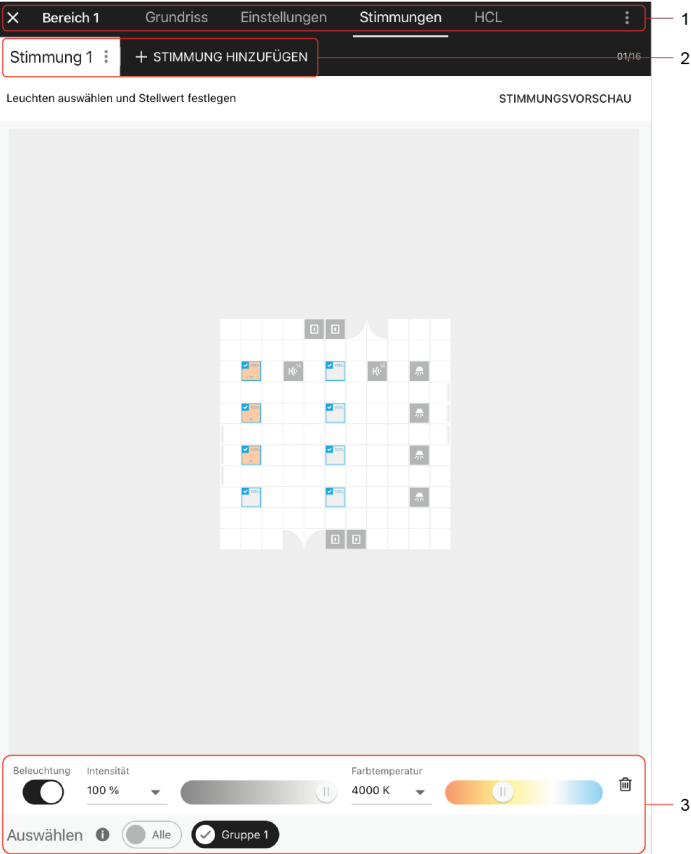 Bereich 1 Grundriss Einstellungen Stimmungen HCL 1
Stimmung 1 + STIMMUNG HINZUFÜGEN 01/16 2
Leuchten auswählen und Stellwert festlegen STIMMUNGSVORSCHAU
Beleuchtung Intensität Farbtemperatur
100 % 4000 K
3
Auswählen Alle Gruppe 1